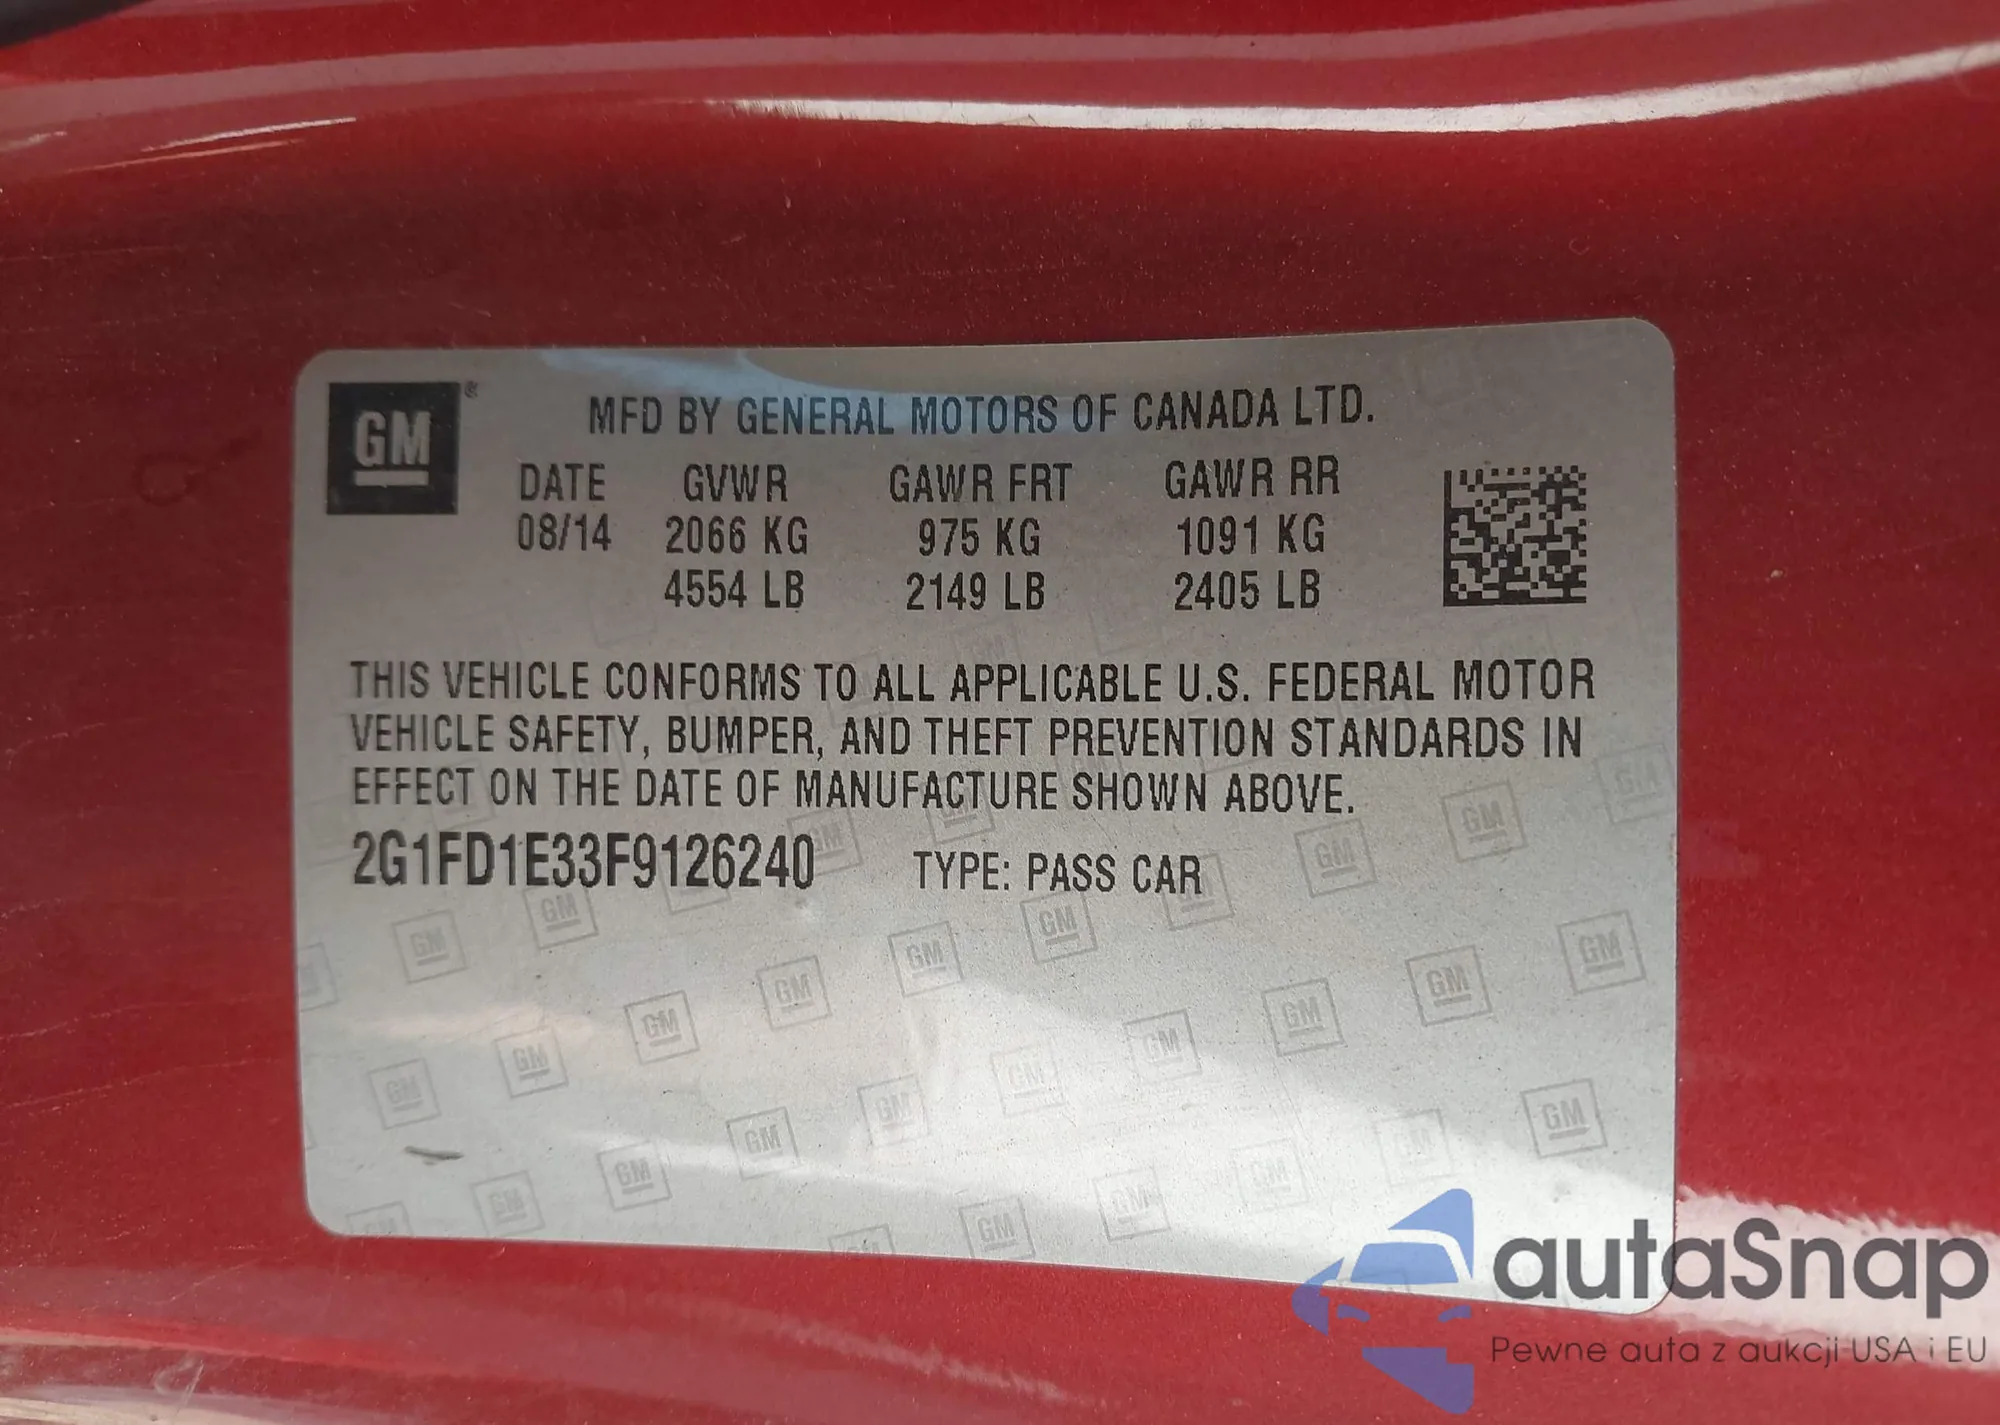 GM
MFD BY GENERAL MOTORS OF CANADA LTD.
DATE GVWR GAWR FRT GAWR RR
08/14 2066 KG 975 KG 1091 KG
4554 LB 2149 LB 2405 LB
THIS VEHICLE CONFORMS TO ALL APPLICABLE U.S. FEDERAL MOTOR
VEHICLE SAFETY, BUMPER, AND THEFT PREVENTION STANDARDS IN
EFFECT ON THE DATE OF MANUFACTURE SHOWN ABOVE.
2G1FD1E33F9126240 TYPE: PASS CAR
autaSnap
Pewne auta z aukcji USA i EU